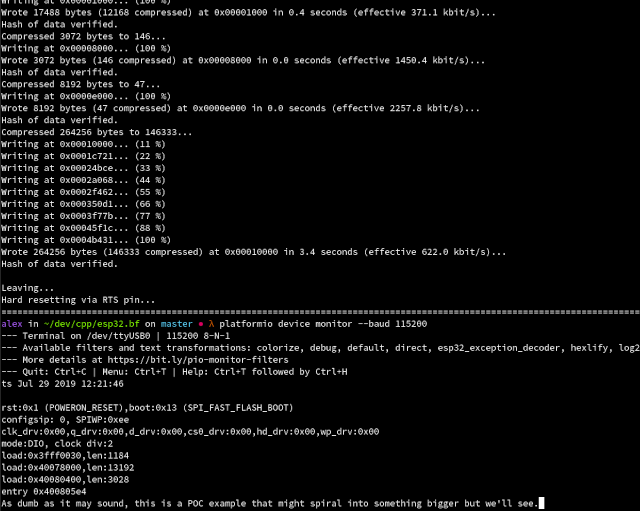 Writing at 0x00001000... (100 %)
Wrote 17488 bytes (12168 compressed) at 0x00001000 in 0.4 seconds (effective 371.1 kbit/s)...
Hash of data verified.
Compressed 3072 bytes to 146...
Writing at 0x00008000... (100 %)
Wrote 3072 bytes (146 compressed) at 0x00008000 in 0.0 seconds (effective 1450.4 kbit/s)...
Hash of data verified.
Compressed 8192 bytes to 47...
Writing at 0x0000e000... (100 %)
Wrote 8192 bytes (47 compressed) at 0x0000e000 in 0.0 seconds (effective 2257.8 kbit/s)...
Hash of data verified.
Compressed 264256 bytes to 146333...
Writing at 0x00010000... (11 %)
Writing at 0x0001c721... (22 %)
Writing at 0x00024bce... (33 %)
Writing at 0x0002a068... (44 %)
Writing at 0x0002f462... (55 %)
Writing at 0x000350d1... (66 %)
Writing at 0x0003f77b... (77 %)
Writing at 0x00045f1c... (88 %)
Writing at 0x0004b431... (100 %)
Wrote 264256 bytes (146333 compressed) at 0x00010000 in 3.4 seconds (effective 622.0 kbit/s)...
Hash of data verified.
Leaving...
Hard resetting via RTS pin...
alex in ~/dev/cpp/esp32.bf on master ● λ platformio device monitor --baud 115200
--- Terminal on /dev/ttyUSB0 | 115200 8-N-1
--- Available filters and text transformations: colorize, debug, default, direct, esp32_exception_decoder, hexlify, log2
--- More details at https://bit.ly/pio-monitor-filters
--- Quit: Ctrl+C | Menu: Ctrl+T | Help: Ctrl+T followed by Ctrl+H
ts Jul 29 2019 12:21:46
rst:0x1 (POWERON_RESET),boot:0x13 (SPI_FAST_FLASH_BOOT)
configsip: 0, SPIWP:0xee
clk_drv:0x00,q_drv:0x00,d_drv:0x00,cs0_drv:0x00,hd_drv:0x00,wp_drv:0x00
mode:DIO, clock div:2
load:0x3fff0030,len:1184
load:0x40078000,len:13192
load:0x40080400,len:3028
entry 0x400805e4
As dumb as it may sound, this is a POC example that might spiral into something bigger but we'll see.